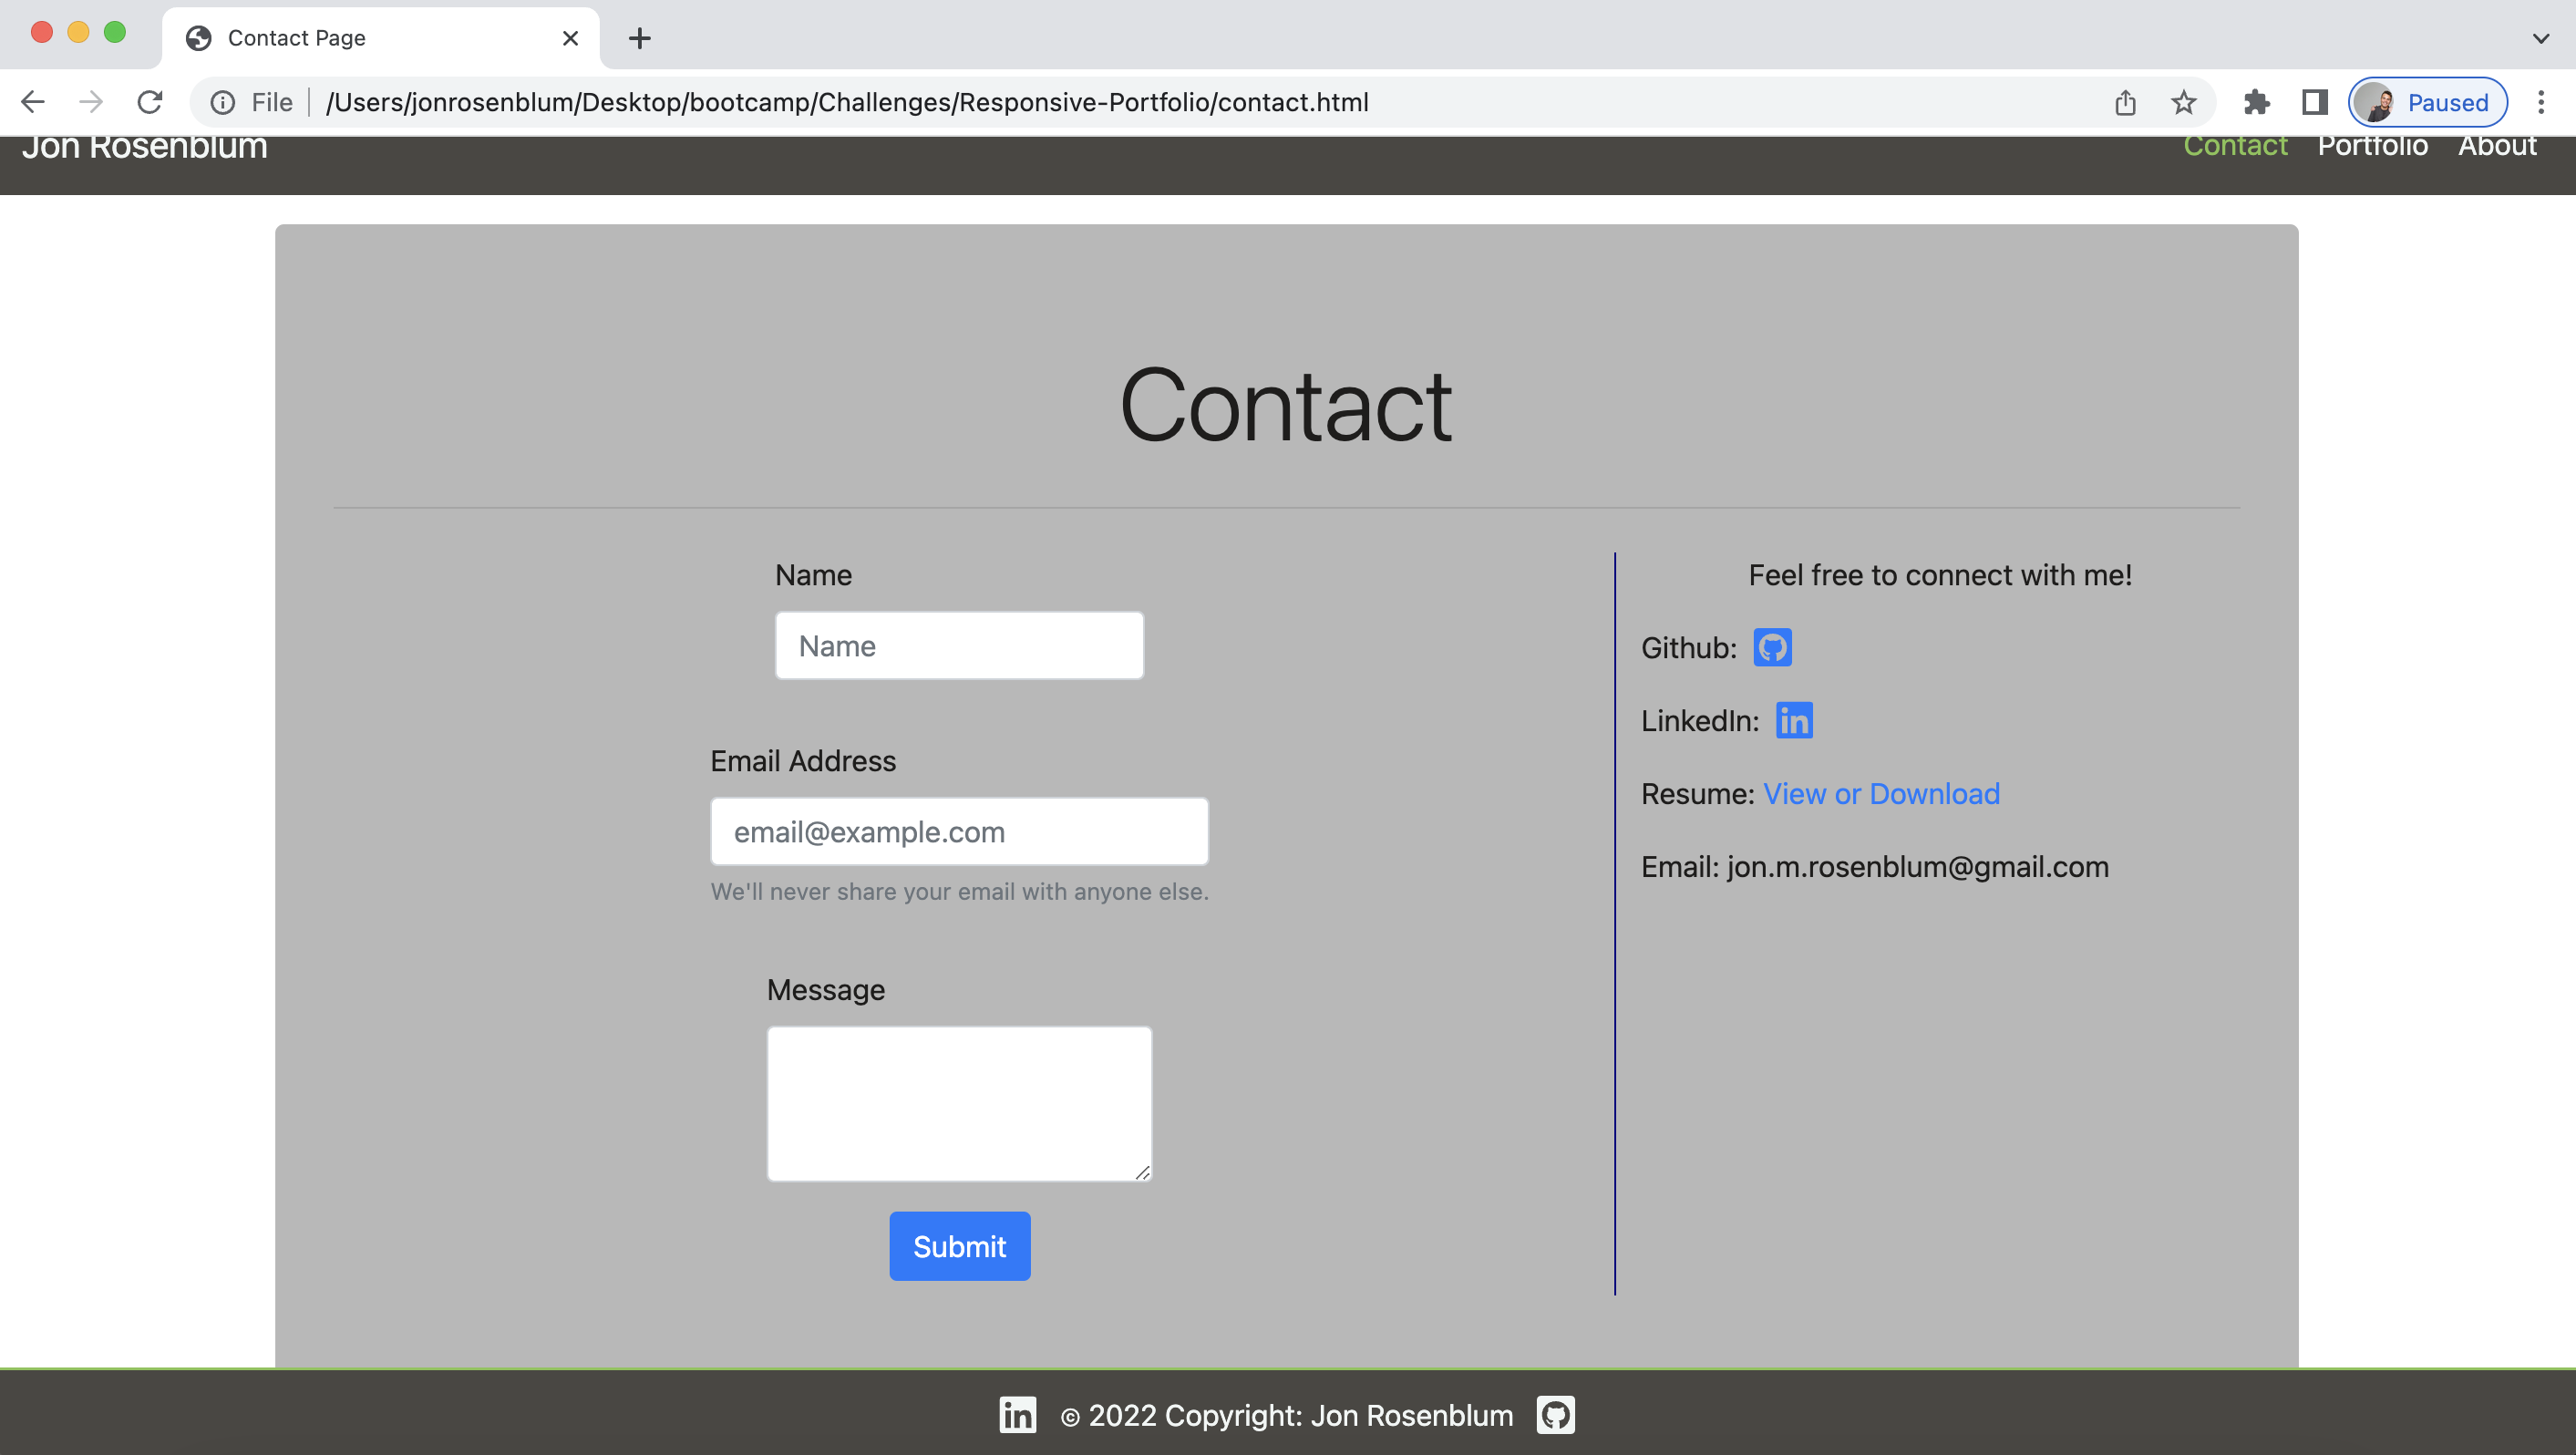 Contact Page
File /Users/jonrosenblum/Desktop/bootcamp/Challenges/Responsive-Portfolio/contact.html
Paused
Jon Rosenblum
Contact Portfolio About
Contact
Name
Name
Email Address
email@example.com
We'll never share your email with anyone else.
Message
Submit
Feel free to connect with me!
Github:
LinkedIn: in
Resume: View or Download
Email: jon.m.rosenblum@gmail.com
in © 2022 Copyright: Jon Rosenblum